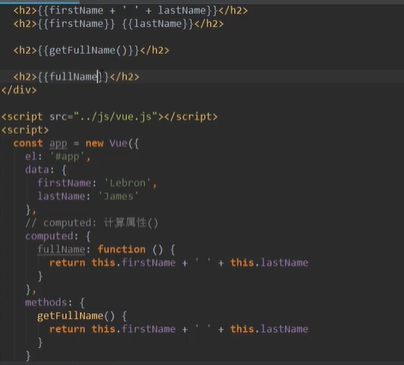 <h2>{{firstName + ' ' + lastName}}</h2>
<h2>{{firstName}} {{lastName}}</h2>
<h2>{{getFullName()}}</h2>
<h2>{{fullName}}</h2>
</div>
<script src="../js/vue.js"></script>
<script>
const app = new Vue({
el: '#app',
data: {
firstName: 'Lebron',
lastName: 'James'
},
// computed: 计算属性()
computed: {
fullName: function () {
return this.firstName + ' ' + this.lastName
}
},
methods: {
getFullName() {
return this.firstName + ' ' + this.lastName
}
}